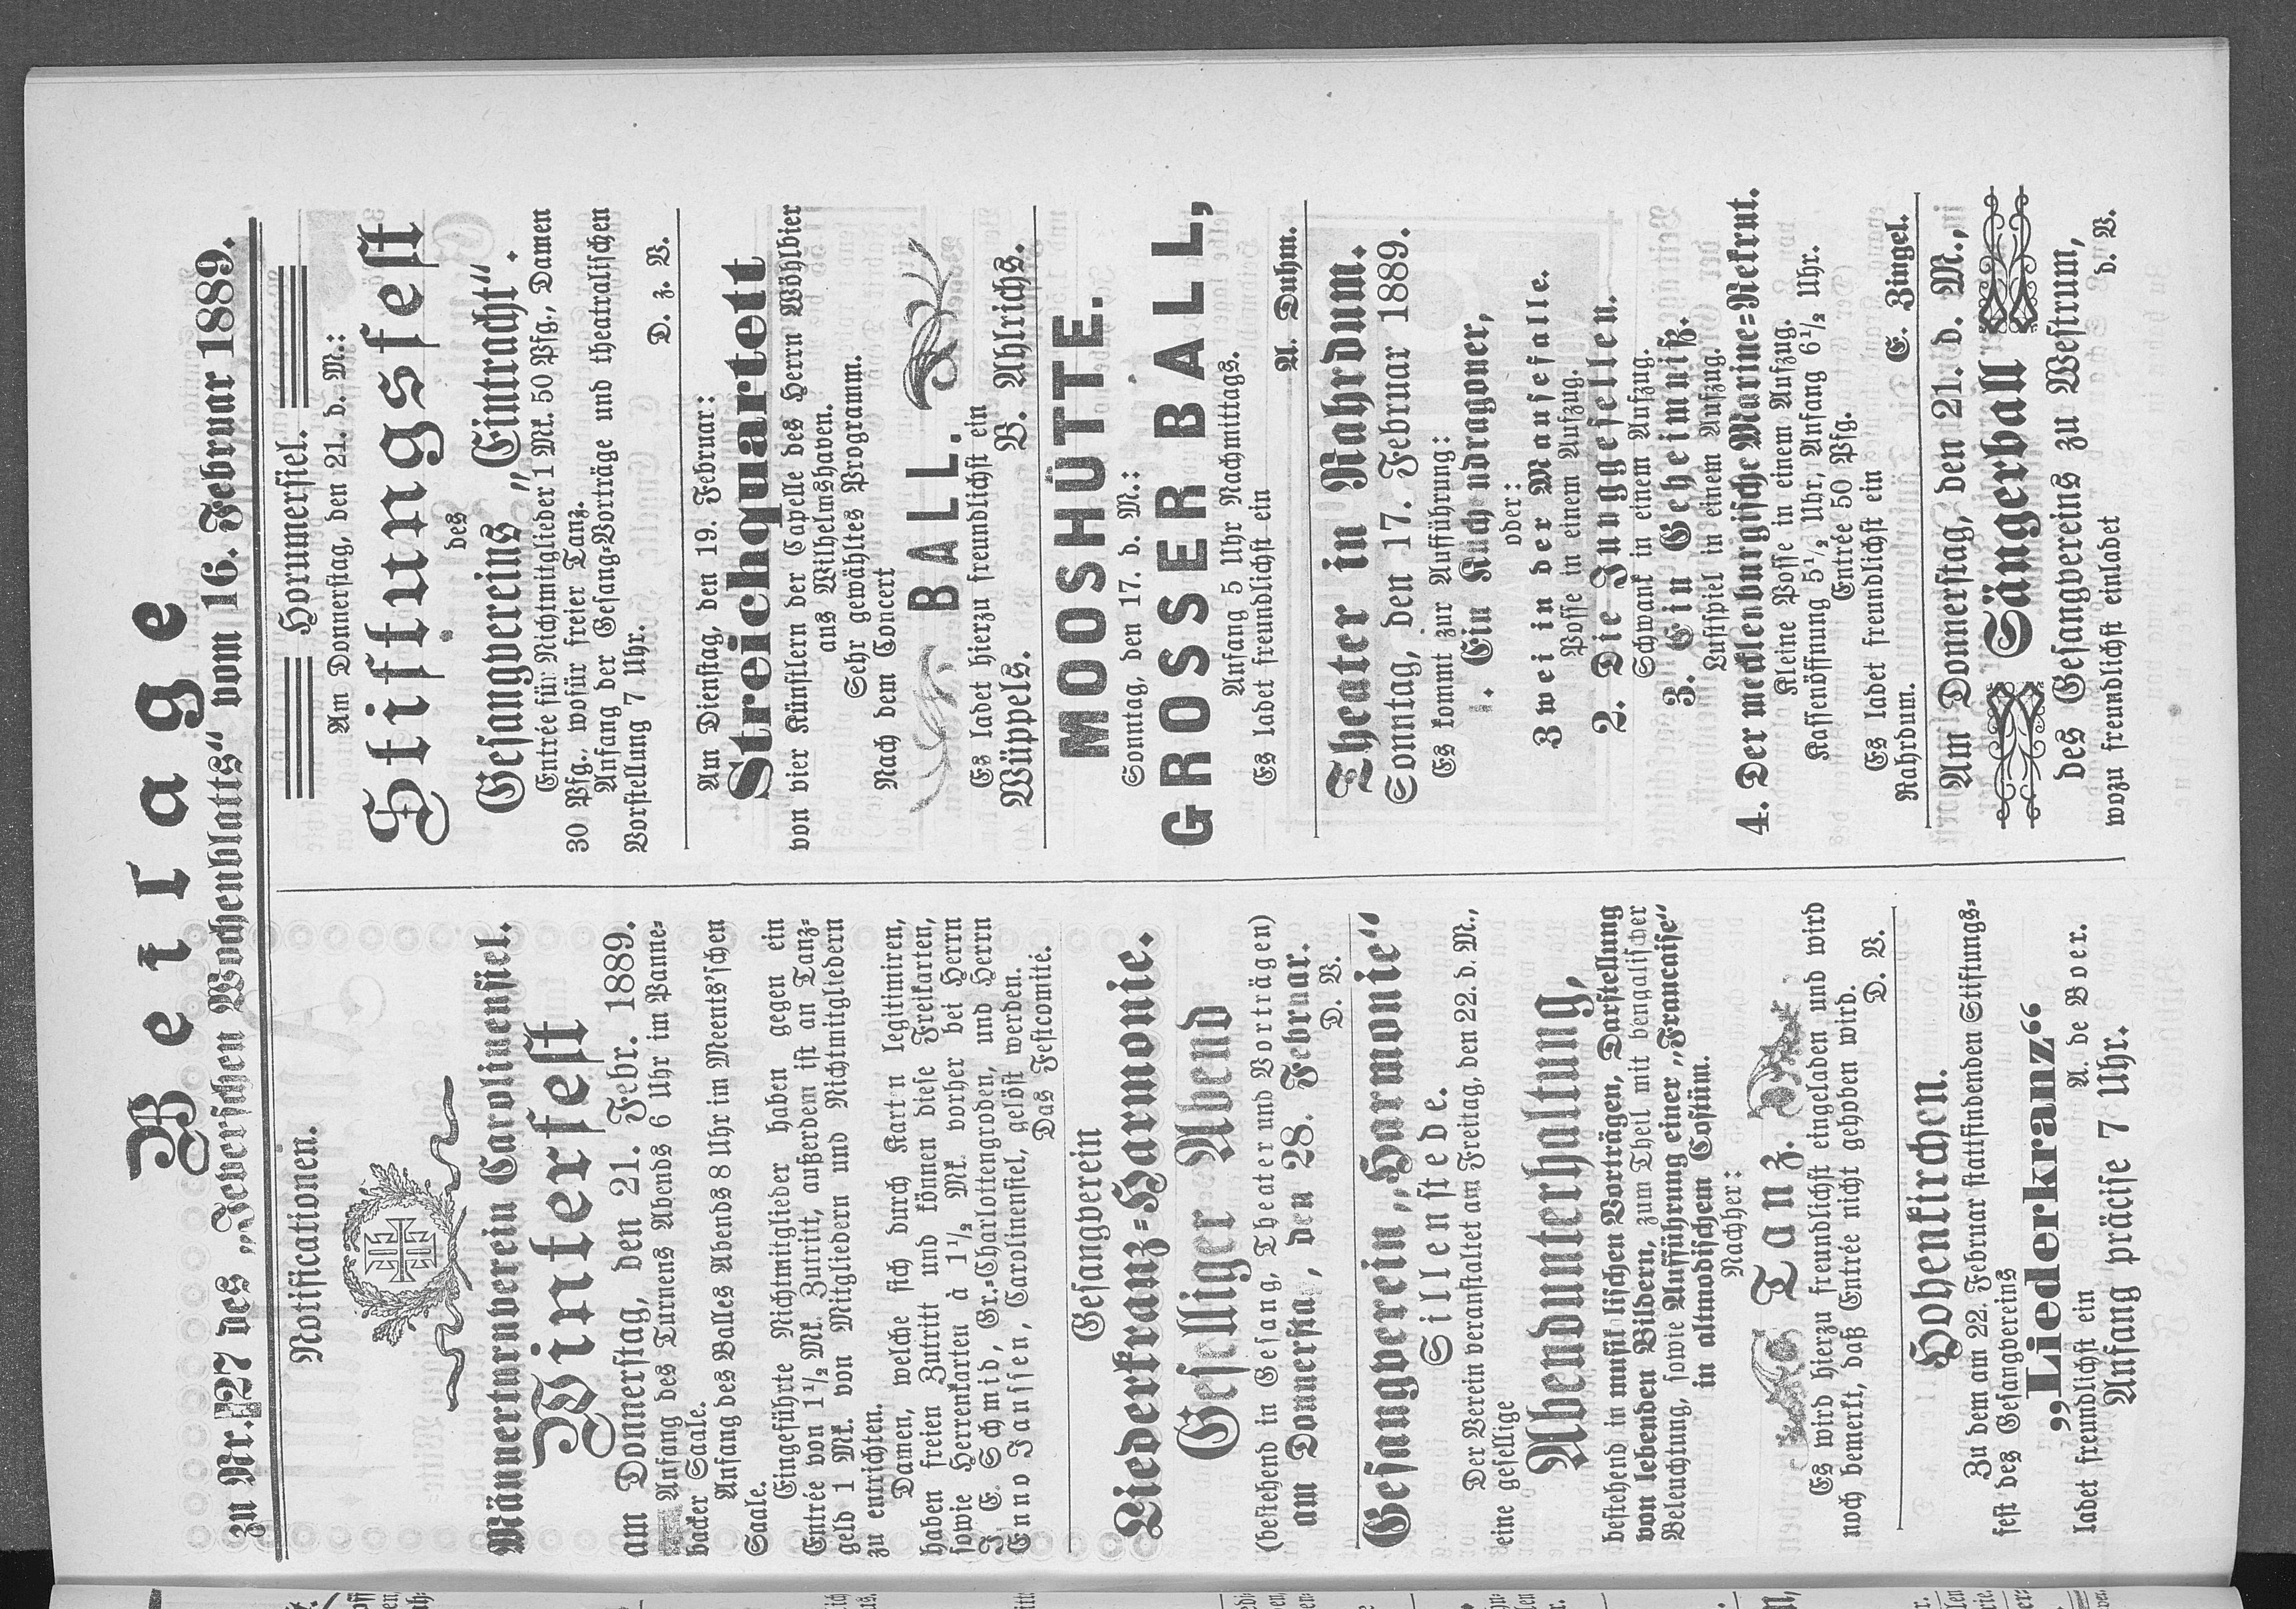 Beilage
zu Nr. 27 des „Jeverschen Wochenblatts“ vom 16. Februar 1889.
Notificationen.
Männerturnverein Carolinensiel.
Winterfest
am Donnerstag, den 21. Febr. 1889.
Anfang des Turnens Abends 6 Uhr im Panne-
backer Saale.
Anfang des Balles Abends 8 Uhr im Meents'schen
Saale.
Eingeführte Nichtmitglieder haben gegen ein
Entrée von 1½ Mk. Zutritt, außerdem ist an Tanz-
geld 1 Mk. von Mitgliedern und Nichtmitgliedern
zu entrichten.
Damen, welche sich durch Karten legitimiren,
haben freien Zutritt und können diese Freikarten,
sowie Herrenkarten à 1½ Mk. vorher bei Herrn
J. E. Schmid, Gr.-Charlottengroden, und Herrn
Enno Janssen, Carolinensiel, gelöst werden.
Das Festcomité.
Gesangverein
Liederkranz-Harmonie.
Geselliger Abend
(bestehend in Gesang, Theater und Vorträgen)
am Donnersta , den 28. Februar.
D. V.
Gesangverein „Harmonie“
Sillenstede.
Der Verein veranstaltet am Freitag, den 22. d. M.,
eine gesellige
Abendunterhaltung,
bestehend in musikalischen Vorträgen, Darstellung
von lebenden Bildern, zum Theil mit bengalischer
Beleuchtung, sowie Aufführung einer „Francaise“
in altmodischem Costüm.
Nachher:
Tanz.
Es wird hierzu freundlichst eingeladen und wird
noch bemerkt, daß Entrée nicht gehoben wird.
D. V.
Hohenkirchen.
Zu dem am 22. Februar stattfindenden Stiftungs-
fest des Gesangvereins
„Liederkranz“
ladet freundlichst ein A. de Boer.
Anfang präcise 7 Uhr.
Horumersiel.
Am Donnerstag, den 21. d. M.:
Stiftungsfest
des
Gesangvereins „Eintracht“.
Entrée für Nichtmitglieder 1 Mk. 50 Pfg., Damen
30 Pfg., wofür freier Tanz.
Anfang der Gesang-Vorträge und theatralischen
Vorstellung 7 Uhr.
D. z. V.
Am Dienstag, den 19. Februar:
Streichquartett
von vier Künstlern der Capelle des Herrn Wöhlbier
aus Wilhelmshaven.
Sehr gewähltes Programm.
Nach dem Concert
BALL.
Es ladet hierzu freundlichst ein
Wüppels. B. Ahlrichs.
MOOSHÜTTE.
Sonntag, den 17. d. M.:
GROSSER BALL,
Anfang 5 Uhr Nachmittags.
Es ladet freundlichst ein
A. Duhm.
Theater in Rahrdum.
Sonntag, den 17. Februar 1889.
Es kommt zur Aufführung:
1. Ein Küchendragoner,
oder:
Zwei in der Mausefalle.
Posse in einem Aufzug.
2. Die Junggesellen.
Schwank in einem Aufzug.
3. Ein Geheimniß.
Lustspiel in einem Aufzug.
4. Der mecklenburgische Marine-Rekrut.
Kleine Posse in einem Aufzug.
Kassenöffnung 5½ Uhr, Anfang 6½ Uhr.
Entrée 50 Pfg.
Es ladet freundlichst ein
Rahrdum. E. Zingel.
Am Donnerstag, den 21. d. M.,
Sängerball
des Gesangvereins zu Westrum,
wozu freundlichst einladet d. V.